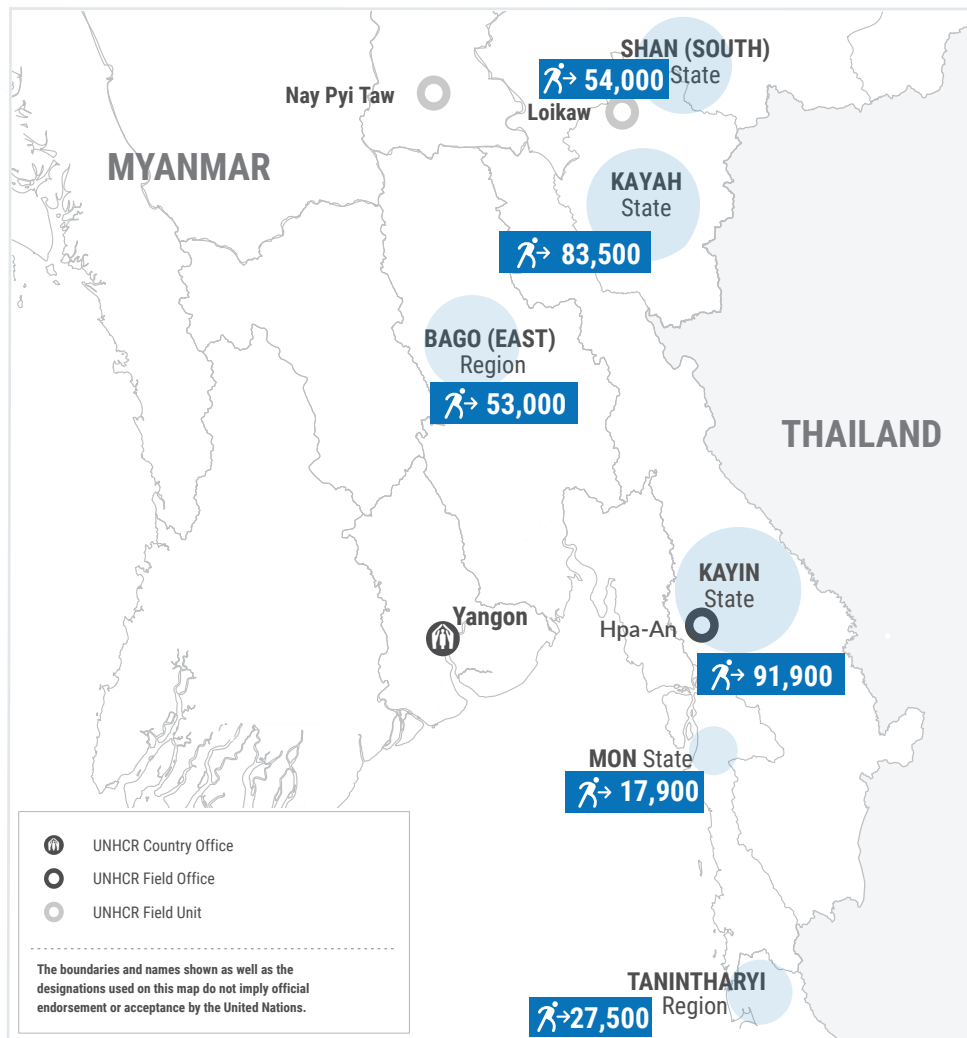 SHAN (SOUTH)
State
54,000
Nay Pyi Taw
Loikaw
MYANMAR
KAYAH
State
83,500
BAGO (EAST)
Region
53,000
THAILAND
KAYIN
State
Yangon
Hpa-An
91,900
MON State
17,900
UNHCR Country Office
UNHCR Field Office
UNHCR Field Unit
The boundaries and names shown as well as the
designations used on this map do not imply official
endorsement or acceptance by the United Nations.
TANINTHARYI
Region
27,500